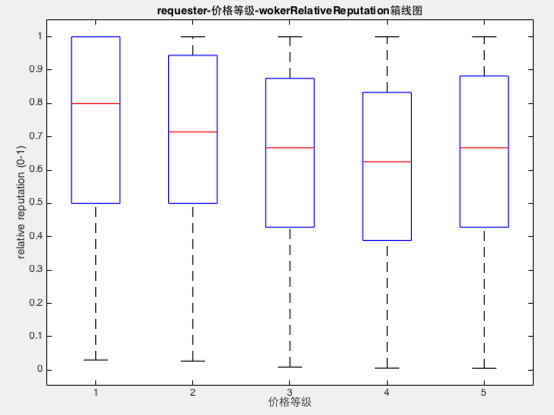 requester-价格等级-wokerRelativeReputation箱线图
relative reputation (0-1)
1
0.9
0.8
0.7
0.6
0.5
0.4
0.3
0.2
0.1
0
1 2 3 4 5
价格等级